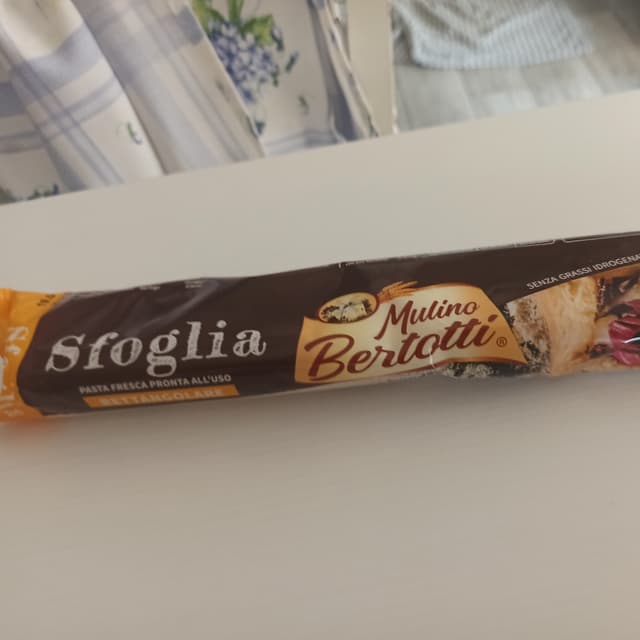 Sfoglia
PASTA FRESCA PRONTA ALL'USO
RETTANGOLARE
Mulino
Bertotti®
SENZA GRASSI IDROGENA